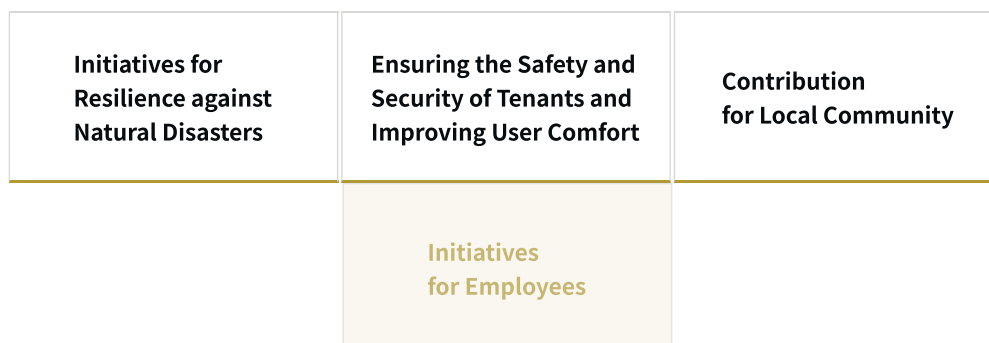 Initiatives for
Resilience against
Natural Disasters
Ensuring the Safety and
Security of Tenants and
Improving User Comfort
Contribution
for Local Community
Initiatives
for Employees